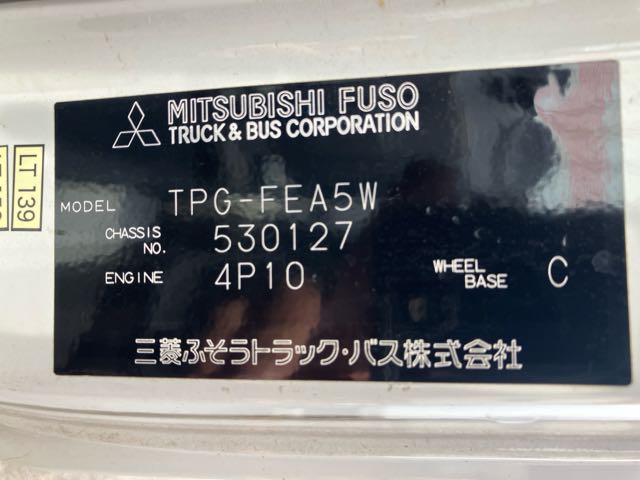 MITSUBISHI FUSO
TRUCK & BUS CORPORATION
LT 139
MODEL TPG-FEA5W
CHASSIS NO. 530127
ENGINE 4P10 WHEEL BASE C
三菱ふそうトラック・バス株式会社